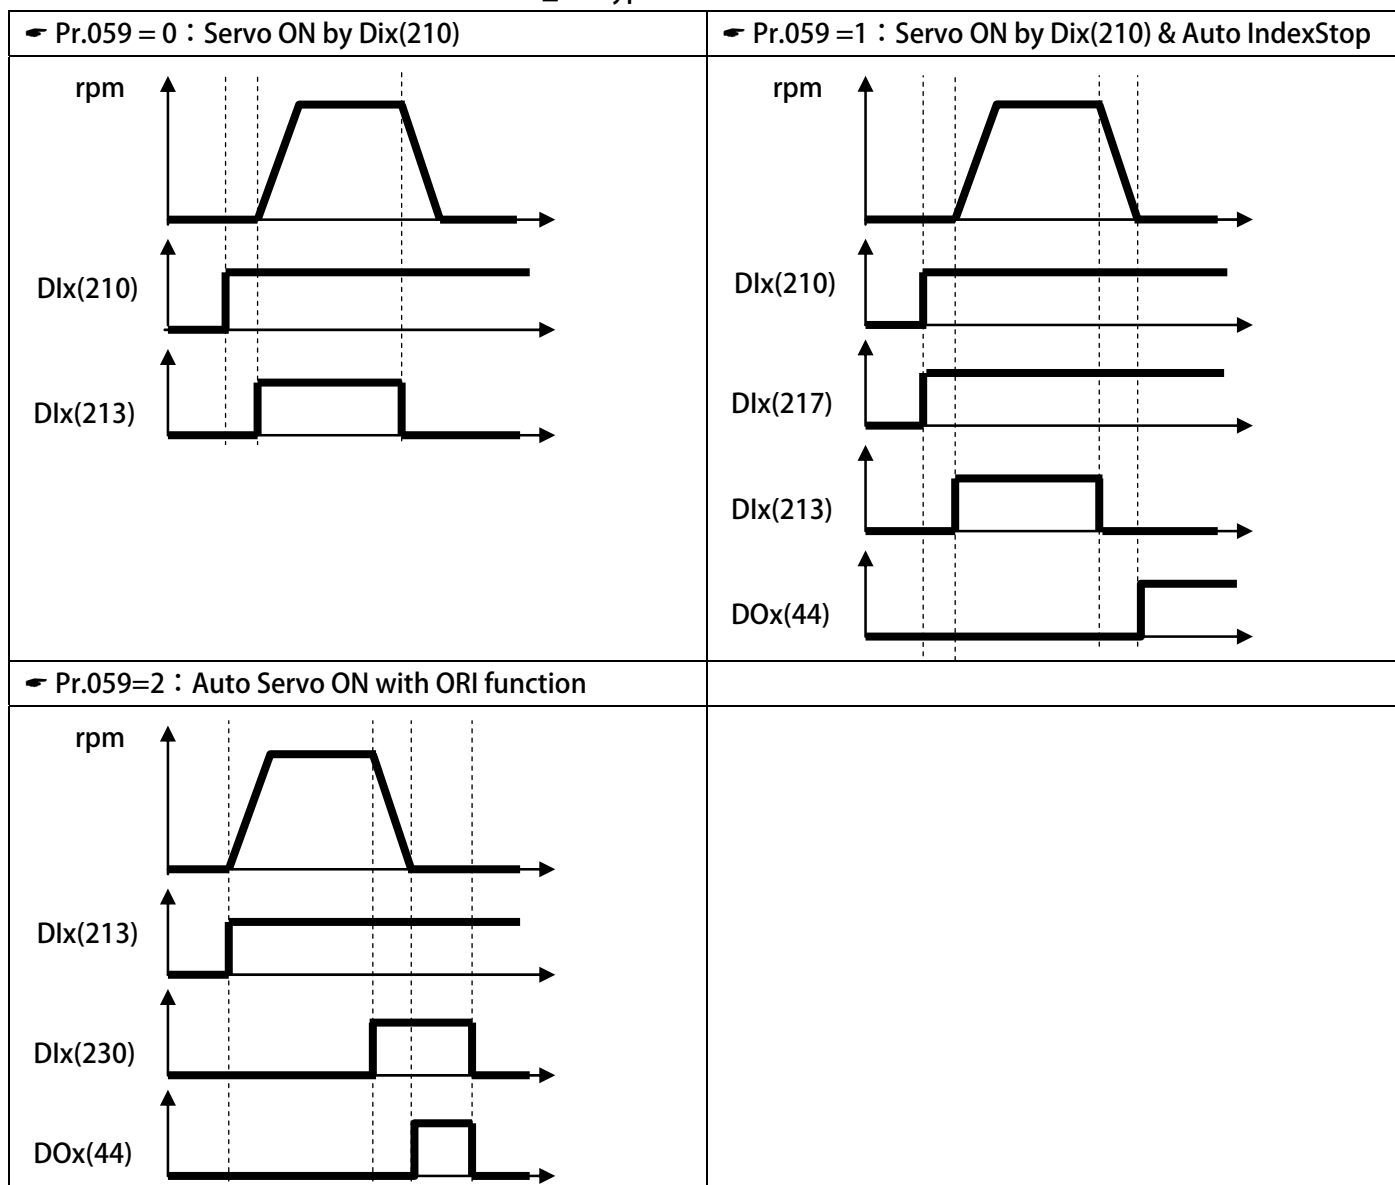 ☛ Pr.059 = 0：Servo ON by Dix(210)
rpm
DIx(210)
DIx(213)
☛ Pr.059 =1：Servo ON by Dix(210) & Auto IndexStop
rpm
DIx(210)
DIx(217)
DIx(213)
DOx(44)
☛ Pr.059=2：Auto Servo ON with ORI function
rpm
DIx(213)
DIx(230)
DOx(44)